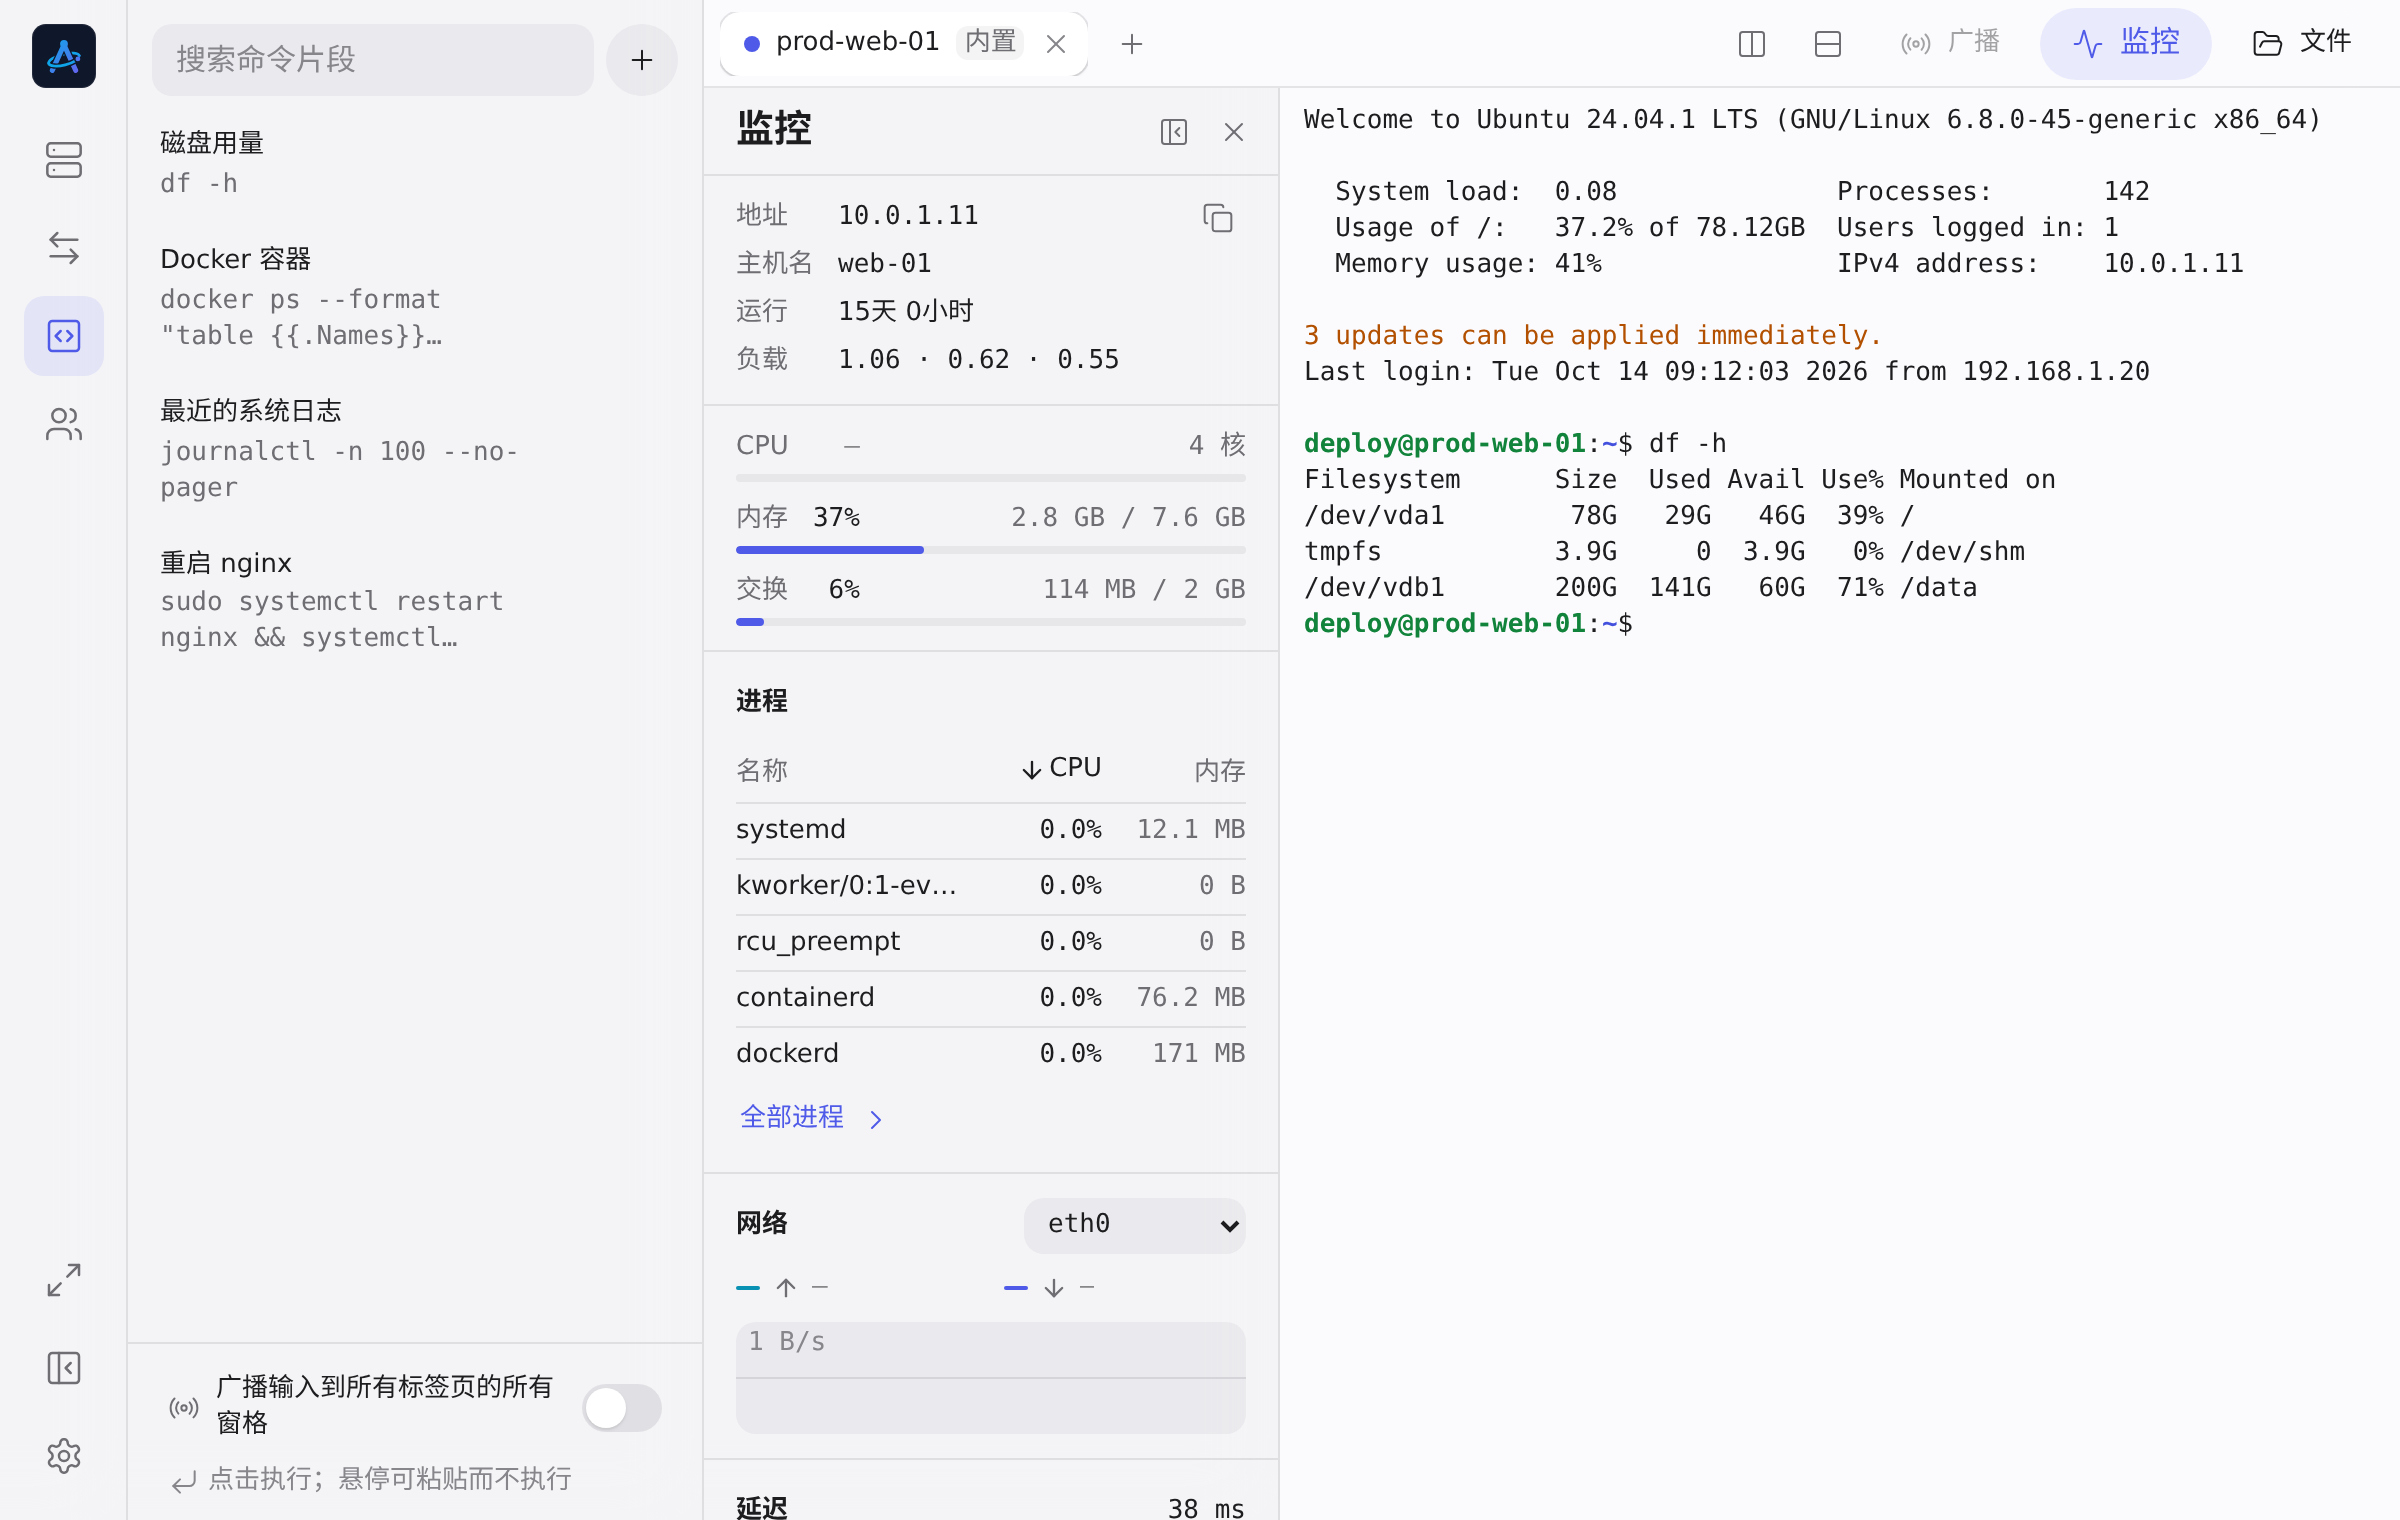 搜索命令片段
磁盘用量
df -h
Docker 容器
docker ps --format
"table {{.Names}}…
最近的系统日志
journalctl -n 100 --no-
pager
重启 nginx
sudo systemctl restart
nginx && systemctl…
广播输入到所有标签页的所有
窗格
点击执行；悬停可粘贴而不执行
prod-web-01 内置
广播 监控 文件
监控
地址 10.0.1.11
主机名 web-01
运行 15天 0小时
负载 1.06 · 0.62 · 0.55
CPU — 4 核
内存 37% 2.8 GB / 7.6 GB
交换 6% 114 MB / 2 GB
进程
名称 ↓ CPU 内存
systemd 0.0% 12.1 MB
kworker/0:1-ev… 0.0% 0 B
rcu_preempt 0.0% 0 B
containerd 0.0% 76.2 MB
dockerd 0.0% 171 MB
全部进程
网络 eth0
↑ — ↓ —
1 B/s
延迟 38 ms
Welcome to Ubuntu 24.04.1 LTS (GNU/Linux 6.8.0-45-generic x86_64)
System load: 0.08 Processes: 142
Usage of /: 37.2% of 78.12GB Users logged in: 1
Memory usage: 41% IPv4 address: 10.0.1.11
3 updates can be applied immediately.
Last login: Tue Oct 14 09:12:03 2026 from 192.168.1.20
deploy@prod-web-01:~$ df -h
Filesystem Size Used Avail Use% Mounted on
/dev/vda1 78G 29G 46G 39% /
tmpfs 3.9G 0 3.9G 0% /dev/shm
/dev/vdb1 200G 141G 60G 71% /data
deploy@prod-web-01:~$